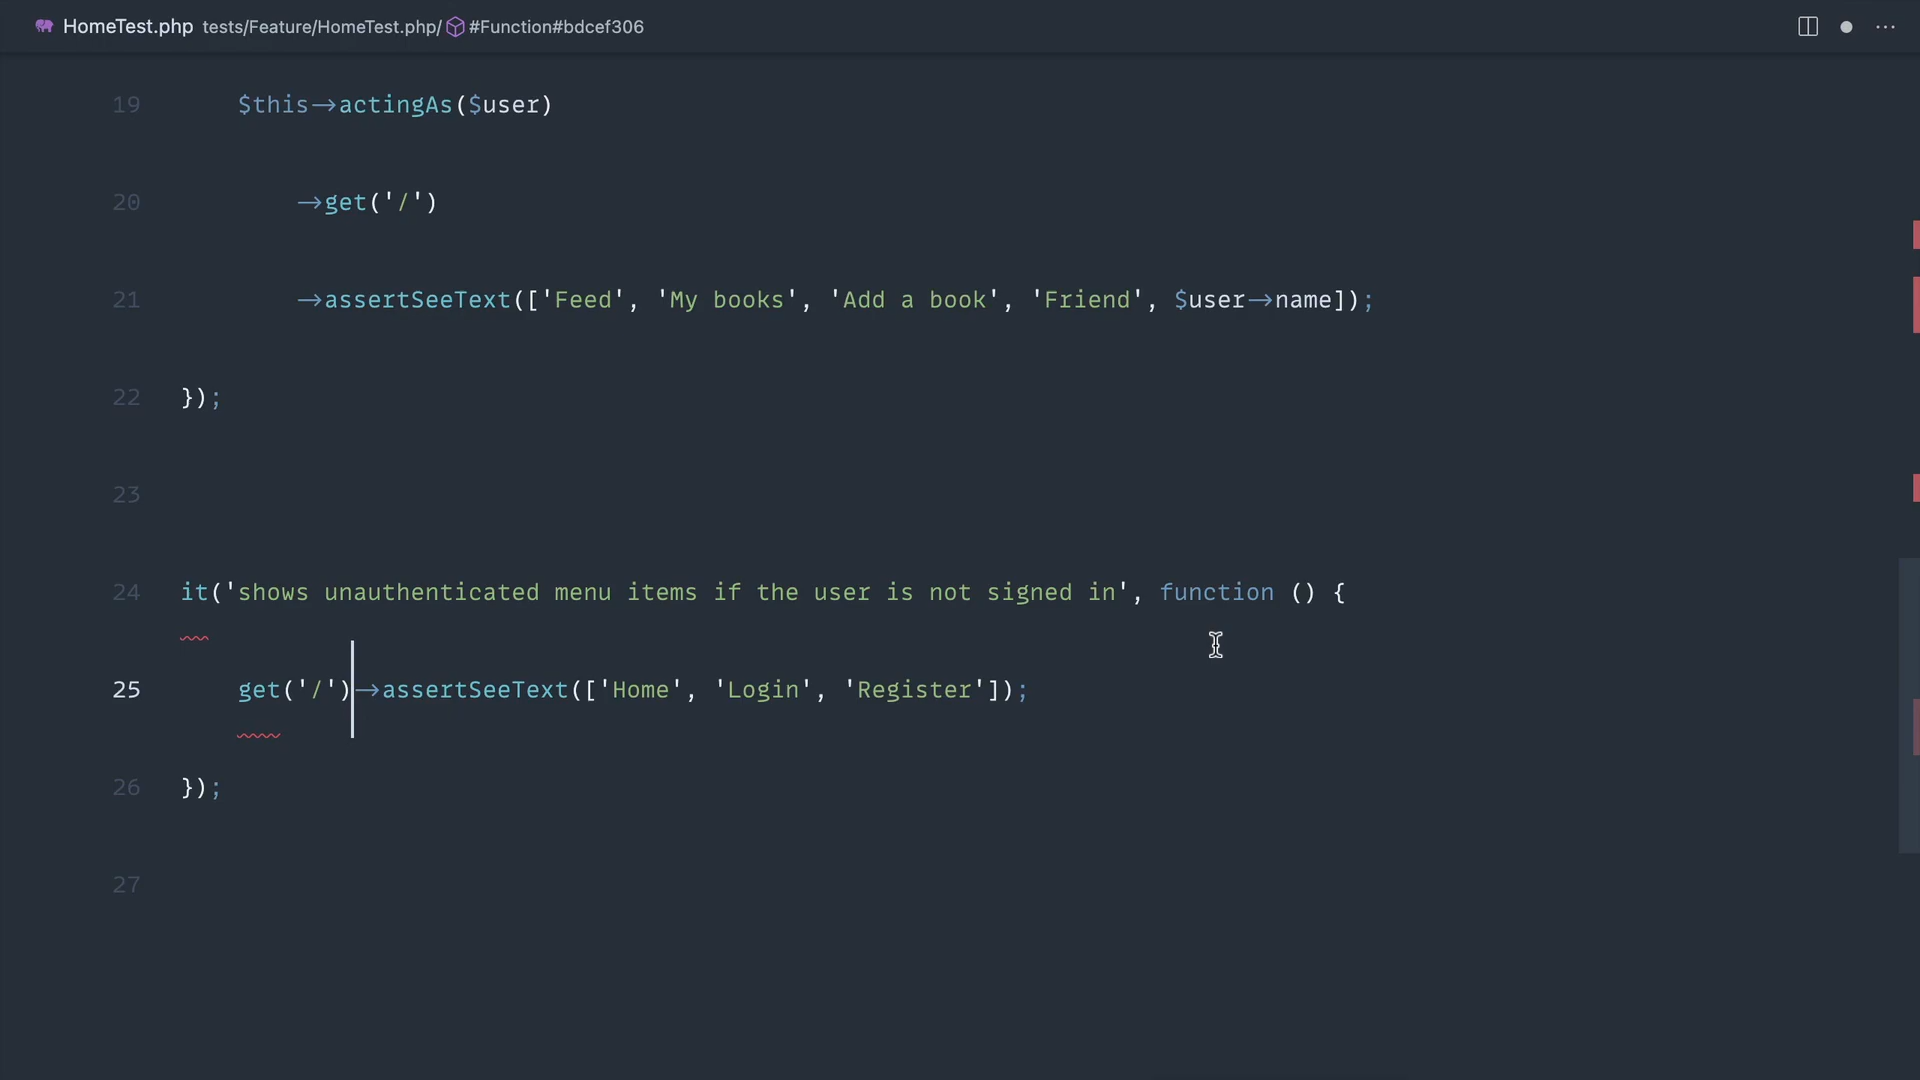 HomeTest.php tests/Feature/HomeTest.php/ #Function#bdcef306
19 $this->actingAs($user)
20 ->get('/')
21 ->assertSeeText(['Feed', 'My books', 'Add a book', 'Friend', $user->name]);
22 });
23
24 it('shows unauthenticated menu items if the user is not signed in', function () {
25 get('/')->assertSeeText(['Home', 'Login', 'Register']);
26 });
27